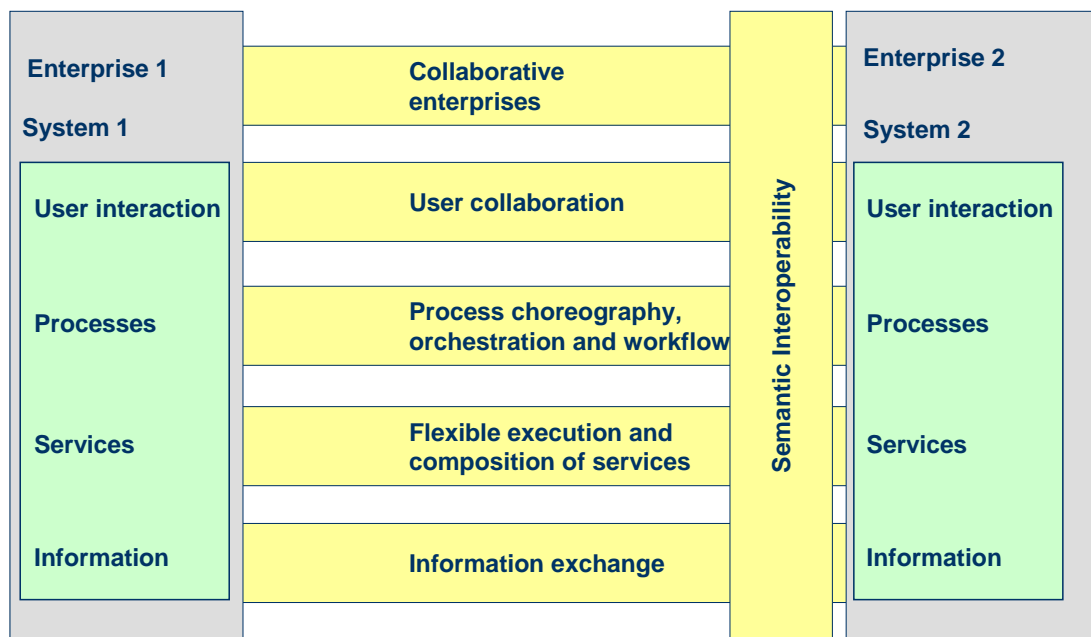 Enterprise 1
System 1
User interaction
Processes
Services
Information
Collaborative
enterprises
User collaboration
Process choreography,
orchestration and workflow
Flexible execution and
composition of services
Information exchange
Semantic Interoperability
Enterprise 2
System 2
User interaction
Processes
Services
Information